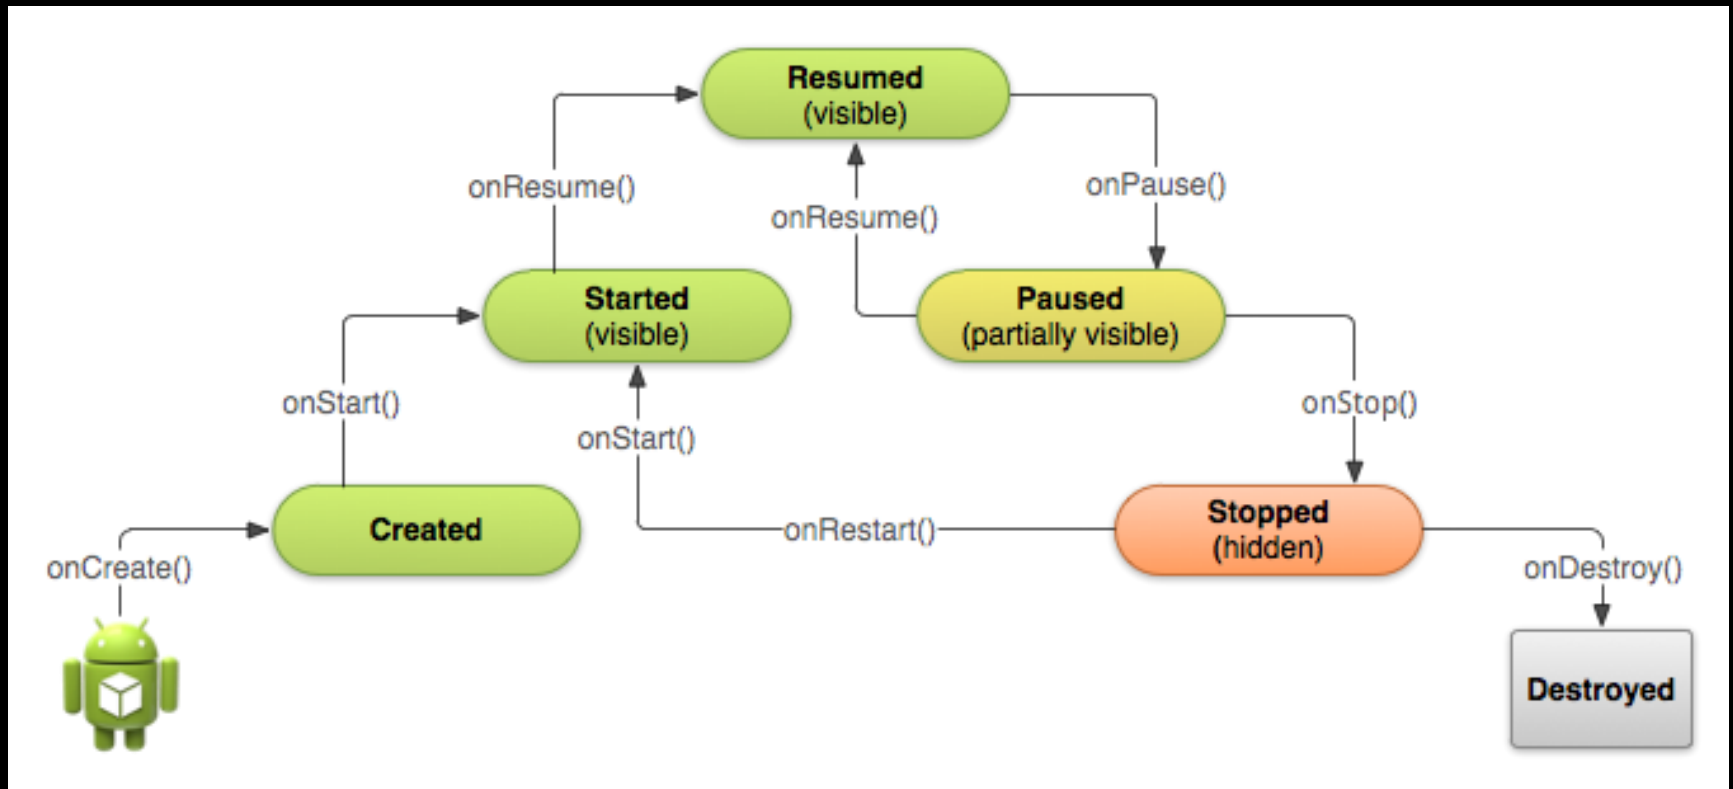 Resumed
(visible)
onResume()
onPause()
onResume()
Started
(visible)
Paused
(partially visible)
onStart()
onStop()
onStart()
Created
onRestart()
Stopped
(hidden)
onCreate()
onDestroy()
Destroyed